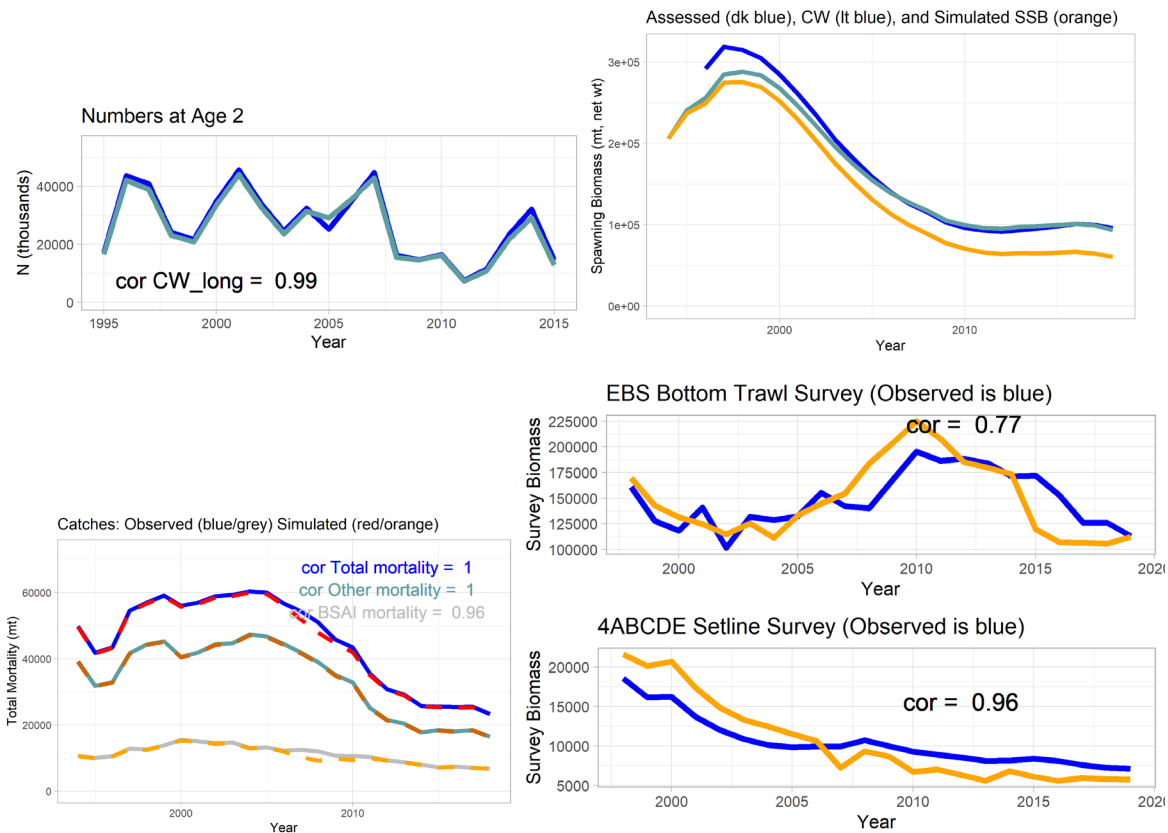 Assessed (dk blue), CW (lt blue), and Simulated SSB (orange)
Spawning Biomass (mt, net wt)
3e+05
2e+05
1e+05
0e+00
2000
2010
Year
Numbers at Age 2
N (thousands)
40000
20000
0
cor CW_long = 0.99
1995
2000
2005
2010
2015
Year
EBS Bottom Trawl Survey (Observed is blue)
Survey Biomass
225000
200000
175000
150000
125000
100000
cor = 0.77
2000
2005
2010
2015
2020
Year
Catches: Observed (blue/grey) Simulated (red/orange)
Total Mortality (mt)
60000
40000
20000
0
cor Total mortality = 1
cor Other mortality = 1
cor BSAI mortality = 0.96
2000
2010
Year
4ABCDE Setline Survey (Observed is blue)
Survey Biomass
20000
15000
10000
5000
cor = 0.96
2000
2005
2010
2015
2020
Year